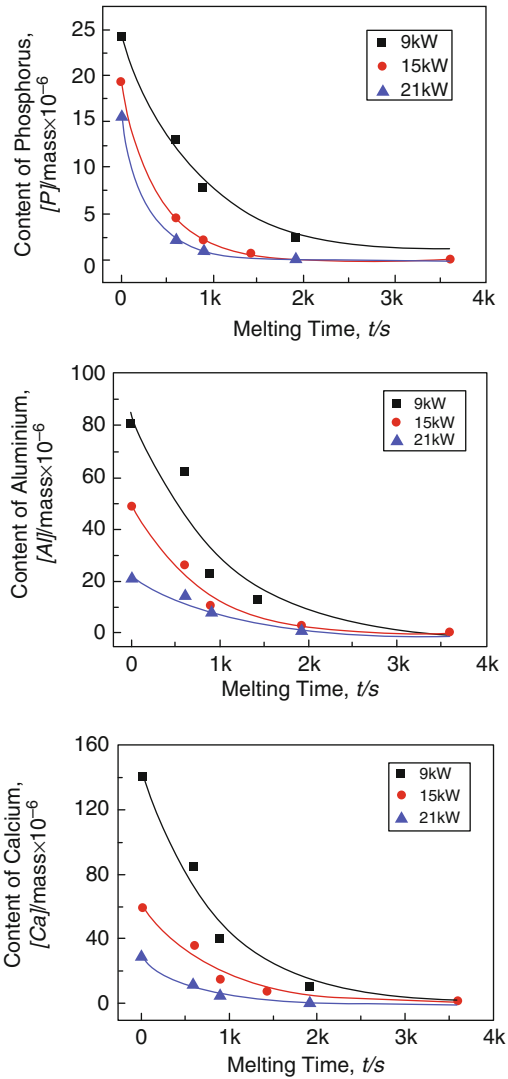 25
20
15
10
5
0
Content of Phosphorus,
[P]/mass×10⁻⁶
9kW
15kW
21kW
0 1k 2k 3k 4k
Melting Time, t/s
100
80
60
40
20
0
Content of Aluminium,
[Al]/mass×10⁻⁶
9kW
15kW
21kW
0 1k 2k 3k 4k
Melting Time, t/s
160
120
80
40
0
Content of Calcium,
[Ca]/mass×10⁻⁶
9kW
15kW
21kW
0 1k 2k 3k 4k
Melting Time, t/s